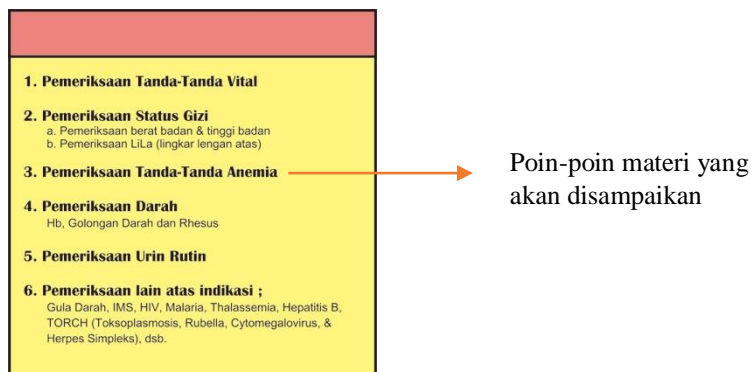 1. Pemeriksaan Tanda-Tanda Vital
2. Pemeriksaan Status Gizi
a. Pemeriksaan berat badan & tinggi badan
b. Pemeriksaan LiLa (lingkar lengan atas)
3. Pemeriksaan Tanda-Tanda Anemia
4. Pemeriksaan Darah
Hb, Golongan Darah dan Rhesus
5. Pemeriksaan Urin Rutin
6. Pemeriksaan lain atas indikasi ;
Gula Darah, IMS, HIV, Malaria, Thalassemia, Hepatitis B,
TORCH (Toksoplasmosis, Rubella, Cytomegalovirus, &
Herpes Simpleks), dsb.
Poin-poin materi yang
akan disampaikan